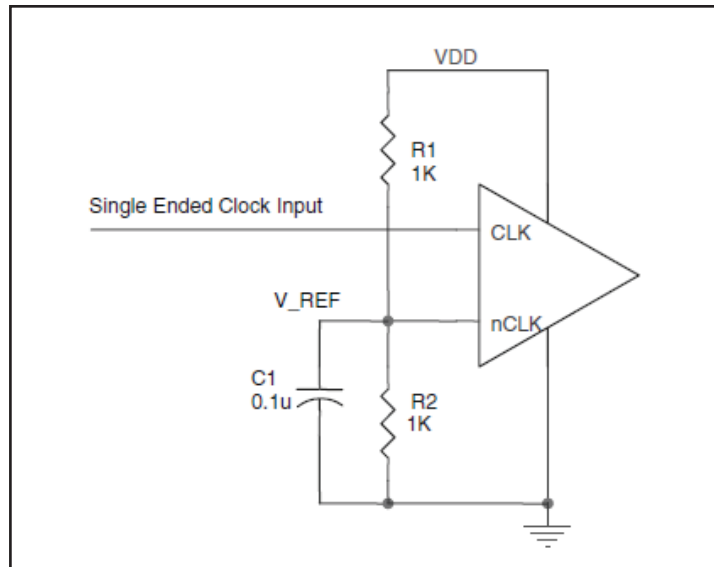 VDD
R1
1K
Single Ended Clock Input
CLK
V_REF
nCLK
C1
0.1u
R2
1K